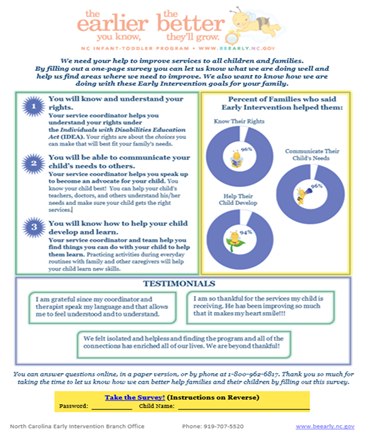 the earlier the better
you know, they'll grow.
NC INFANT-TODDLER PROGRAM • WWW.BEEARLY.NC.GOV
We need your help to improve services to all children and families.
By filling out a one-page survey you can let us know what we are doing well and
help us find areas where we need to improve. We also want to know how we are
doing with these Early Intervention goals for your family.
1
You will know and understand your
rights.
Your service coordinator helps you
understand your rights under
the Individuals with Disabilities Education
Act (IDEA). Your rights are about the choices you
can make that will best fit your family's needs.
2
You will be able to communicate your
child's needs to others.
Your service coordinator helps you speak up
to become an advocate for your child. You
know your child best! You can help your child's
teachers, doctors, and others understand his/her
needs and make sure your child gets the right
services.
3
You will know how to help your child
develop and learn.
Your service coordinator and team help you
find things you can do with your child to help
them learn. Practicing activities during everyday
routines with family and other caregivers will help
your child learn new skills.
Percent of Families who said
Early Intervention helped them:
Know Their Rights
96%
Communicate Their
Child's Needs
96%
Help Their
Child Develop
94%
TESTIMONIALS
I am grateful since my coordinator and
therapist speak my language and that allows
me to feel understood and to understand.
I am so thankful for the services my child is
receiving. He has been improving so much
that it makes my heart smile!!!
We felt isolated and helpless and finding the program and all of the
connections has enriched all of our lives. We are beyond thankful!
You can answer questions online, in a paper version, or by phone at 1-800-962-6817. Thank you so much for
taking the time to let us know how we can better help families and their children by filling out this survey.
Take the Survey! (Instructions on Reverse)
Password: Child Name:
North Carolina Early Intervention Branch Office Phone: 919-707-5520 www.beearly.nc.gov